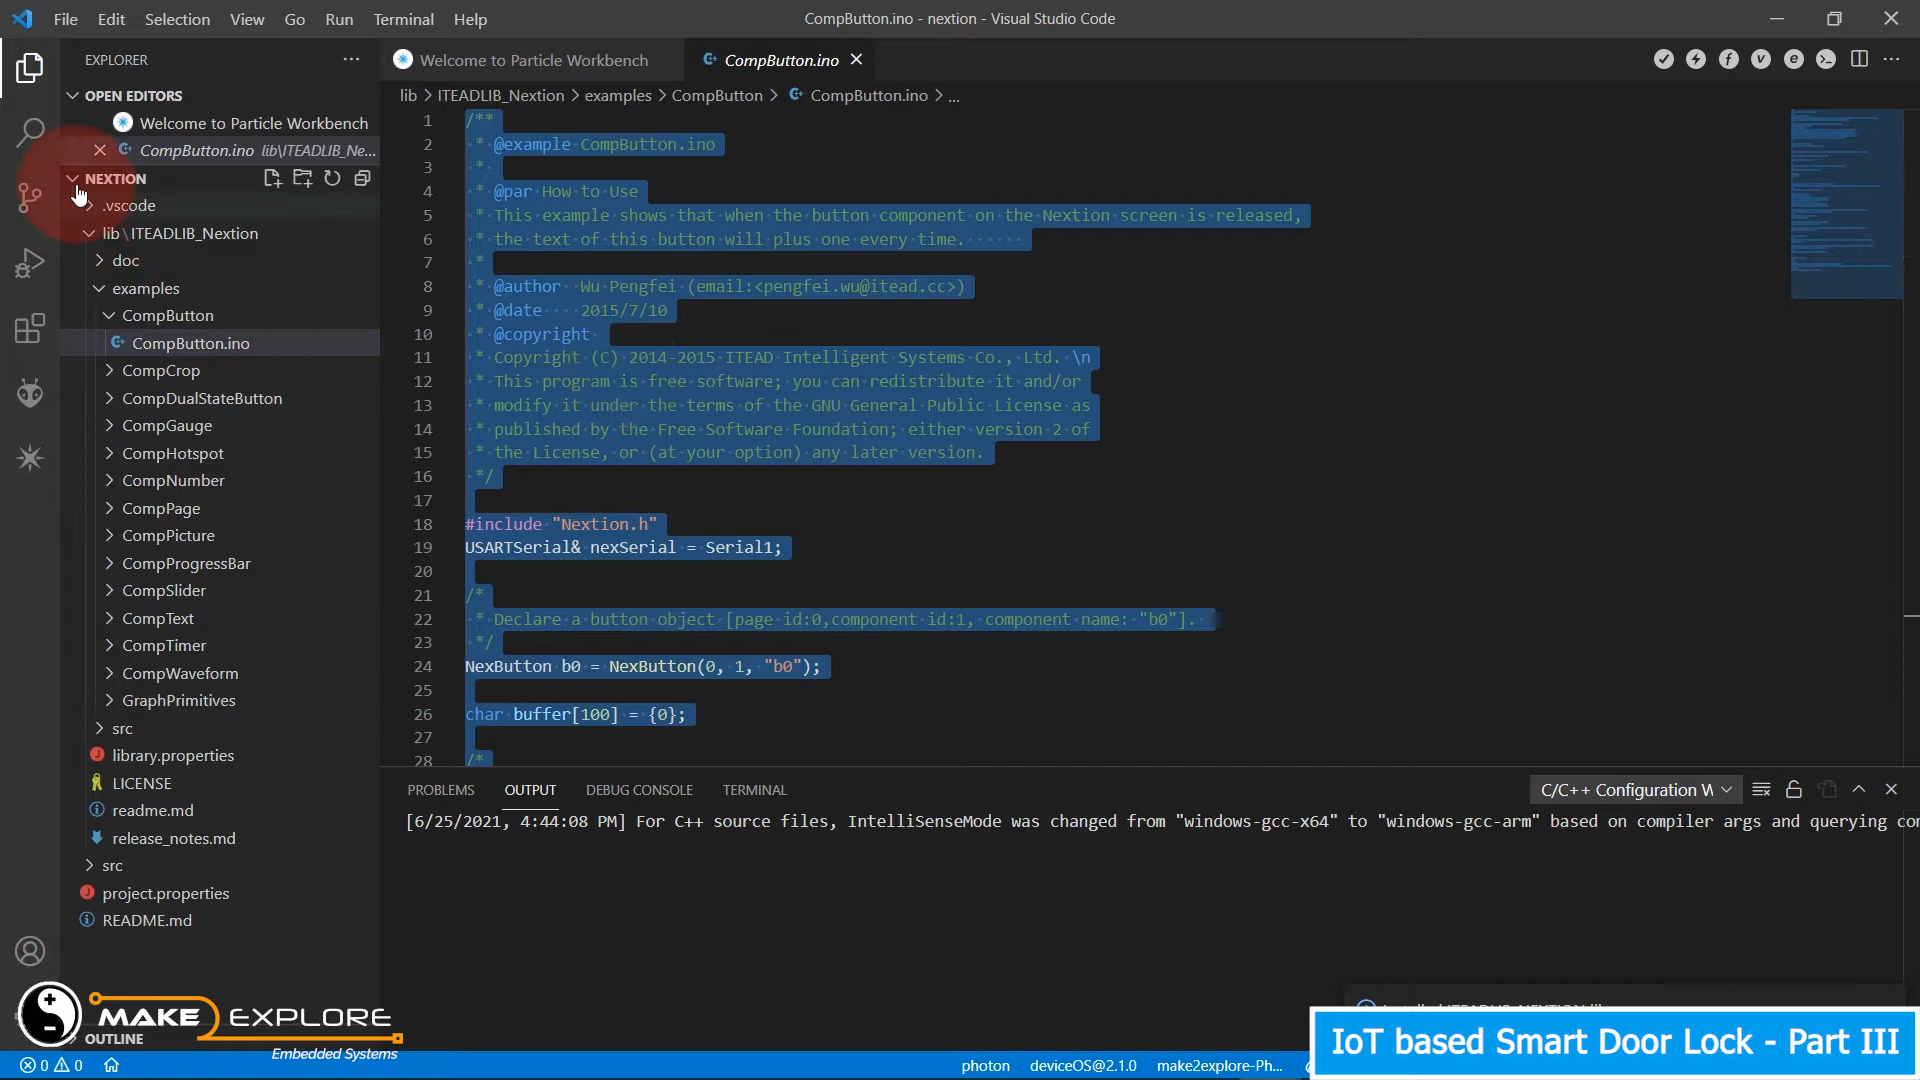 File Edit Selection View Go Run Terminal Help
CompButton.ino - nextion - Visual Studio Code
EXPLORER
Welcome to Particle Workbench
CompButton.ino
OPEN EDITORS
Welcome to Particle Workbench
CompButton.ino lib\ITEADLIB_Ne...
NEXTION
.vscode
lib \ ITEADLIB_Nextion
doc
examples
CompButton
CompButton.ino
CompCrop
CompDualStateButton
CompGauge
CompHotspot
CompNumber
CompPage
CompPicture
CompProgressBar
CompSlider
CompText
CompTimer
CompWaveform
GraphPrimitives
src
library.properties
LICENSE
readme.md
release_notes.md
src
project.properties
README.md
OUTLINE
lib > ITEADLIB_Nextion > examples > CompButton > CompButton.ino > ...
1 /**
2 * @example CompButton.ino
3 *
4 * @par How to Use
5 * This example shows that when the button component on the Nextion screen is released,
6 * the text of this button will plus one every time.
7 *
8 * @author Wu Pengfei (email:<pengfei.wu@itead.cc>)
9 * @date 2015/7/10
10 * @copyright
11 * Copyright (C) 2014-2015 ITEAD Intelligent Systems Co., Ltd. \n
12 * This program is free software; you can redistribute it and/or
13 * modify it under the terms of the GNU General Public License as
14 * published by the Free Software Foundation; either version 2 of
15 * the License, or (at your option) any later version.
16 */
17
18 #include "Nextion.h"
19 USARTSerial& nexSerial = Serial1;
20
21 /*
22 * Declare a button object [page id:0,component id:1, component name: "b0"].
23 */
24 NexButton b0 = NexButton(0, 1, "b0");
25
26 char buffer[100] = {0};
27
28 /*
PROBLEMS OUTPUT DEBUG CONSOLE TERMINAL
C/C++ Configuration W
[6/25/2021, 4:44:08 PM] For C++ source files, IntelliSenseMode was changed from "windows-gcc-x64" to "windows-gcc-arm" based on compiler args and querying co
MAKE EXPLORE
Embedded Systems
IoT based Smart Door Lock - Part III
0 0
photon deviceOS@2.1.0 make2explore-Ph...